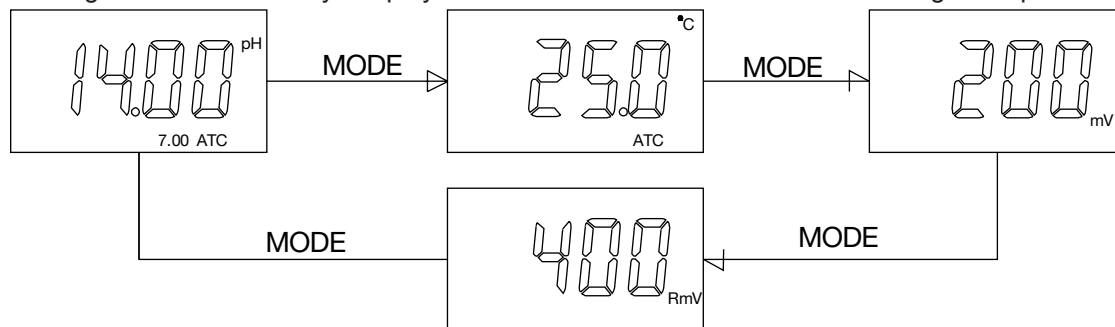 pH
14.00
7.00 ATC
MODE
°C
25.0
ATC
MODE
200
mV
MODE
400
RmV
MODE